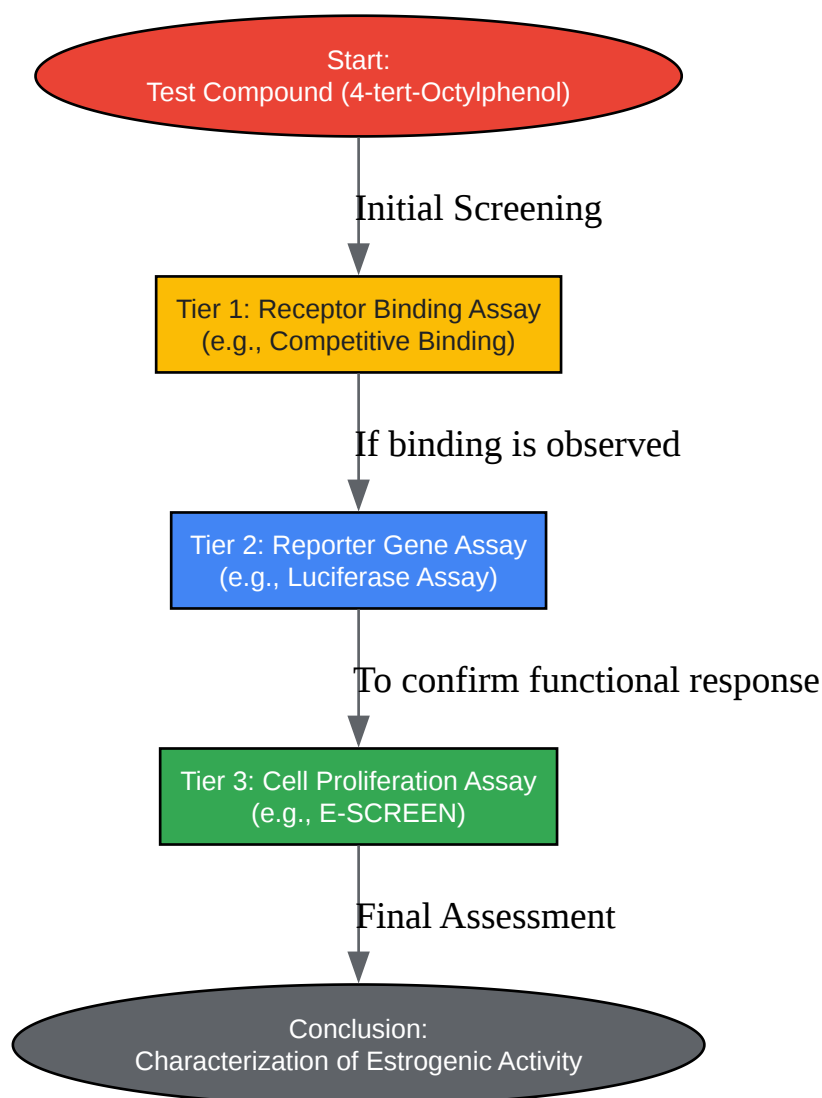 Start:
Test Compound (4-tert-Octylphenol)
Initial Screening
Tier 1: Receptor Binding Assay
(e.g., Competitive Binding)
If binding is observed
Tier 2: Reporter Gene Assay
(e.g., Luciferase Assay)
To confirm functional response
Tier 3: Cell Proliferation Assay
(e.g., E-SCREEN)
Final Assessment
Conclusion:
Characterization of Estrogenic Activity